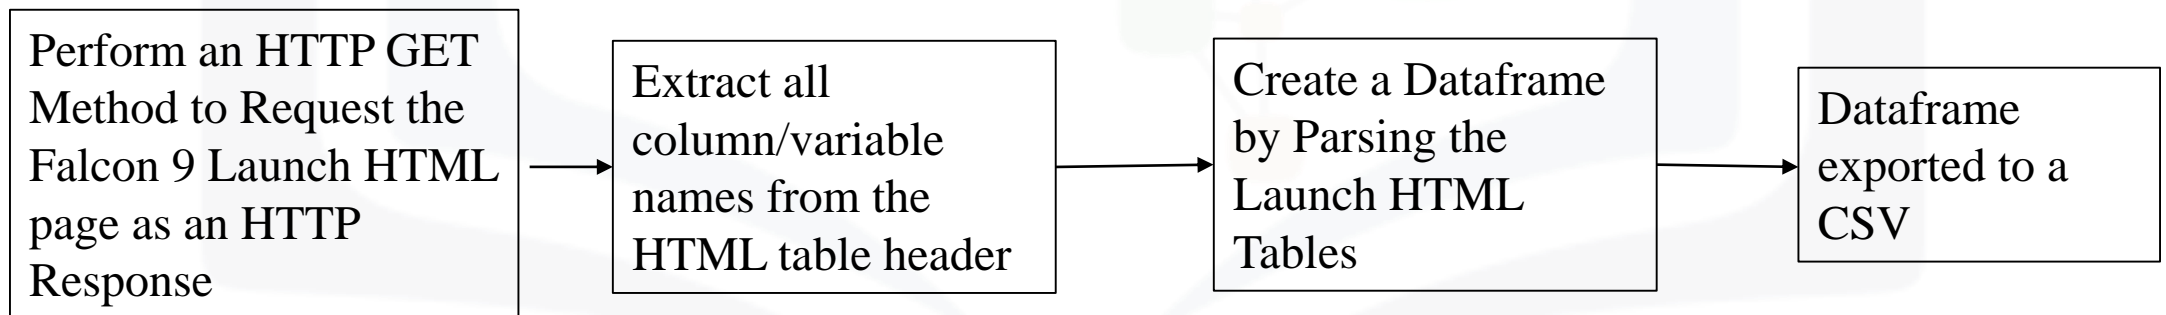 Perform an HTTP GET
Method to Request the
Falcon 9 Launch HTML
page as an HTTP
Response
Extract all
column/variable
names from the
HTML table header
Create a Dataframe
by Parsing the
Launch HTML
Tables
Dataframe
exported to a
CSV